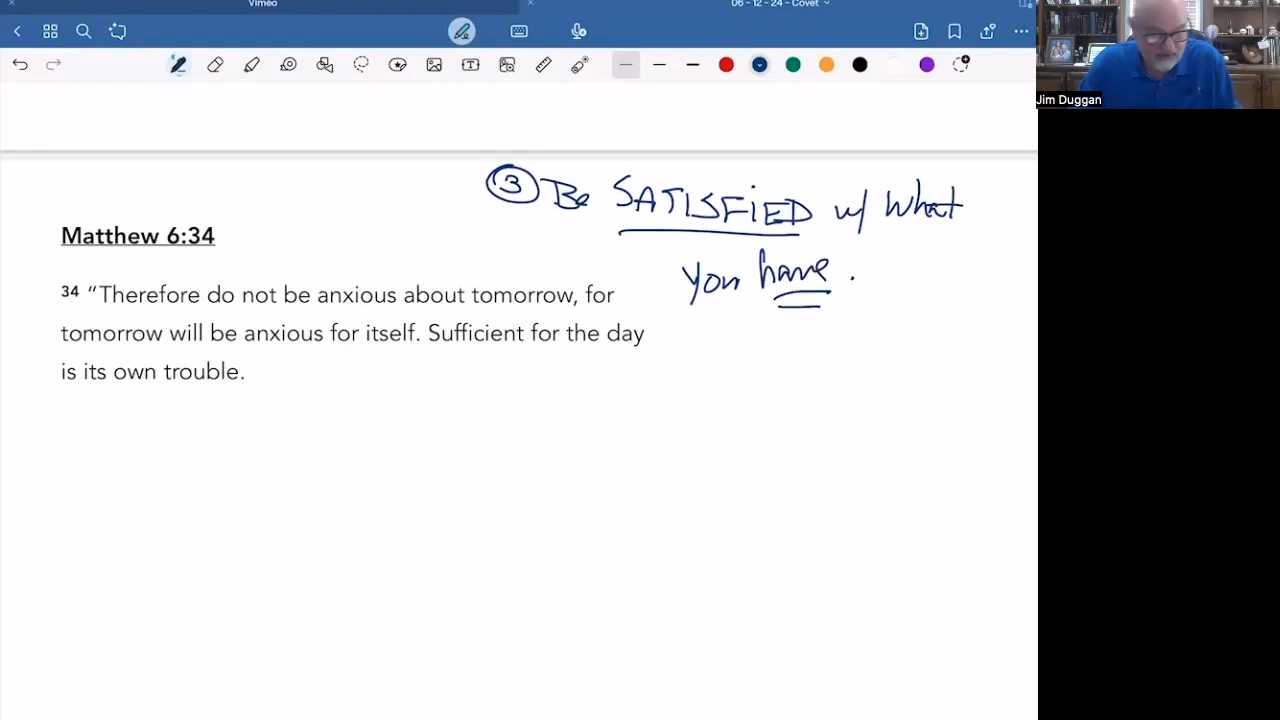 Vimeo
06 - 12 - 24 - Covet
Jim Duggan
③ Be SATISFiED w/ What
you have.
Matthew 6:34
34 “Therefore do not be anxious about tomorrow, for
tomorrow will be anxious for itself. Sufficient for the day
is its own trouble.